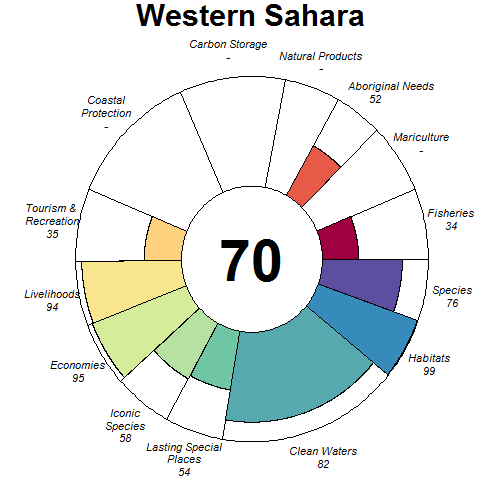 Western Sahara
Carbon Storage
-
Natural Products
-
Aboriginal Needs
52
Mariculture
-
Fisheries
34
Species
76
Habitats
99
Clean Waters
82
Lasting Special
Places
54
Iconic
Species
58
Economies
95
Livelihoods
94
Tourism &
Recreation
35
Coastal
Protection
-
70